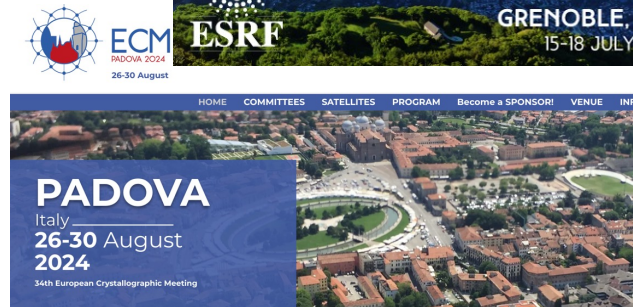 ECM
PADOVA 2024
26-30 August
ESRF
GRENOBLE,
15-18 JULY
HOME COMMITTEES SATELLITES PROGRAM Become a SPONSOR! VENUE
PADOVA
Italy
26-30 August
2024
34th European Crystallographic Meeting